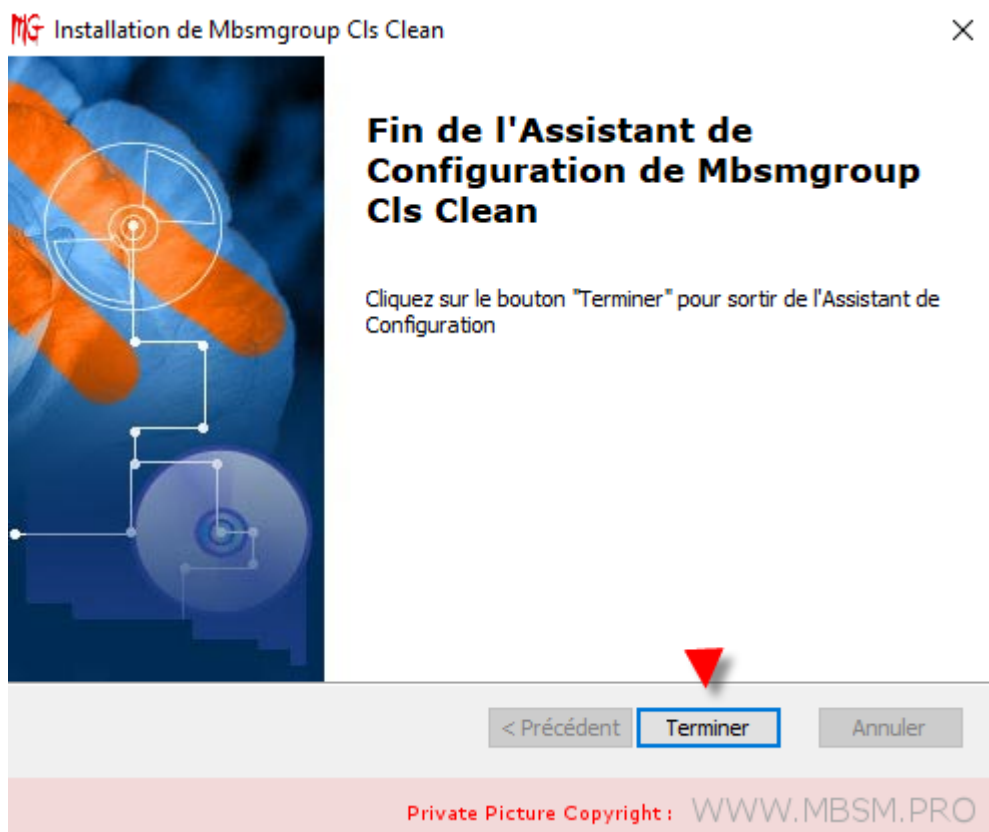 MG Installation de Mbsmgroup Cls Clean
Fin de l'Assistant de
Configuration de Mbsmgroup
Cls Clean
Cliquez sur le bouton "Terminer" pour sortir de l'Assistant de
Configuration
< Précédent Terminer Annuler
Private Picture Copyright : WWW.MBSM.PRO